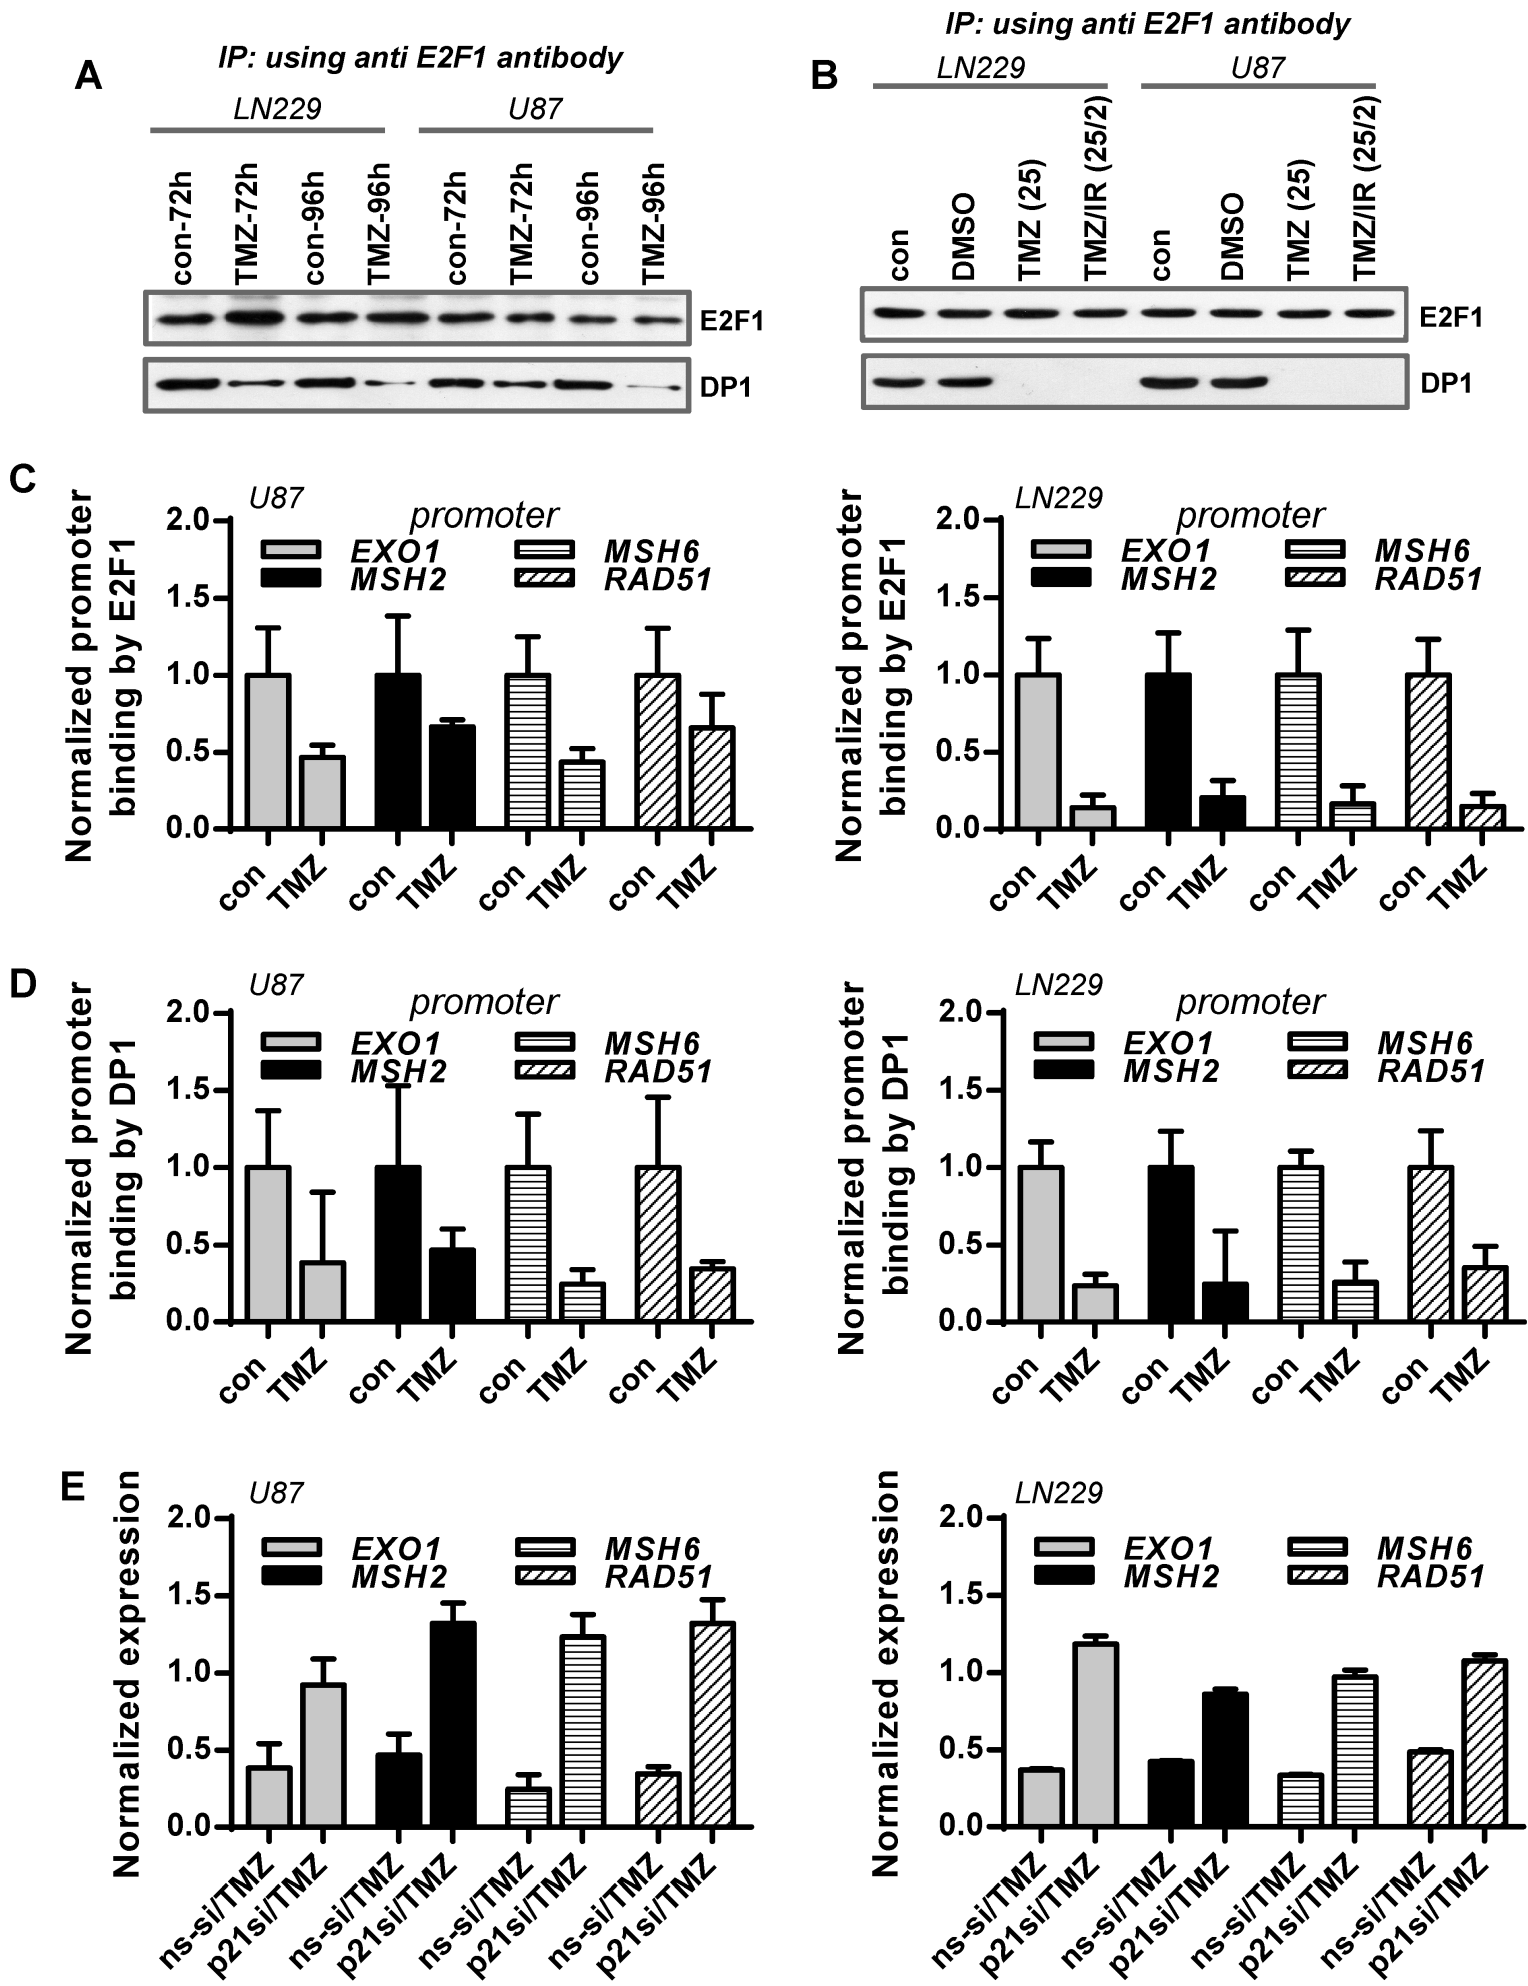 A
IP: using anti E2F1 antibody
LN229 U87
con-72h
TMZ-72h
con-96h
TMZ-96h
con-72h
TMZ-72h
con-96h
TMZ-96h
E2F1
DP1
B
IP: using anti E2F1 antibody
LN229 U87
con
DMSO
TMZ (25)
TMZ/IR (25/2)
con
DMSO
TMZ (25)
TMZ/IR (25/2)
E2F1
DP1
C
Normalized promoter
binding by E2F1
U87
promoter
EXO1 MSH6
MSH2 RAD51
2.0
1.5
1.0
0.5
0.0
con TMZ con TMZ con TMZ con TMZ
Normalized promoter
binding by E2F1
LN229
promoter
EXO1 MSH6
MSH2 RAD51
2.0
1.5
1.0
0.5
0.0
con TMZ con TMZ con TMZ con TMZ
D
Normalized promoter
binding by DP1
U87
promoter
EXO1 MSH6
MSH2 RAD51
2.0
1.5
1.0
0.5
0.0
con TMZ con TMZ con TMZ con TMZ
Normalized promoter
binding by DP1
LN229
promoter
EXO1 MSH6
MSH2 RAD51
2.0
1.5
1.0
0.5
0.0
con TMZ con TMZ con TMZ con TMZ
E
Normalized expression
U87
EXO1 MSH6
MSH2 RAD51
2.0
1.5
1.0
0.5
0.0
ns-si/TMZ p21si/TMZ ns-si/TMZ p21si/TMZ ns-si/TMZ p21si/TMZ ns-si/TMZ p21si/TMZ
Normalized expression
LN229
EXO1 MSH6
MSH2 RAD51
2.0
1.5
1.0
0.5
0.0
ns-si/TMZ p21si/TMZ ns-si/TMZ p21si/TMZ ns-si/TMZ p21si/TMZ ns-si/TMZ p21si/TMZ